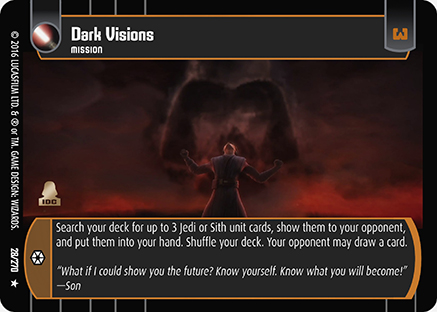 Dark Visions
MISSION
© 2016 LUCASFILM LTD. & ® OR TM. GAME DESIGN: WIZARDS.
28/270
IDC
Search your deck for up to 3 Jedi or Sith unit cards, show them to your opponent,
and put them into your hand. Shuffle your deck. Your opponent may draw a card.
"What if I could show you the future? Know yourself. Know what you will become!"
—Son